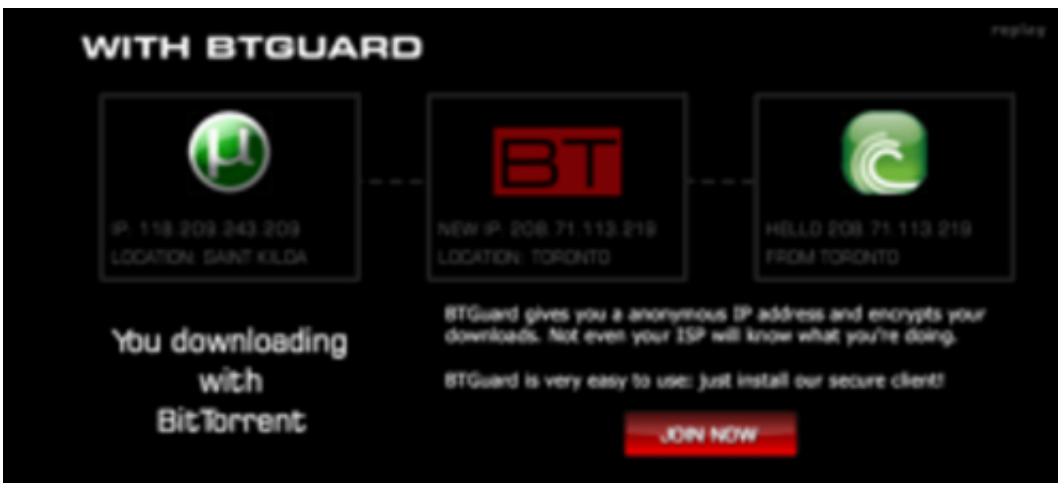 replay
WITH BTGUARD
µ
BT
IP: 118.209.243.209
LOCATION: SAINT KILDA
NEW IP: 208.71.113.219
LOCATION: TORONTO
HELLO 208.71.113.219
FROM TORONTO
You downloading
with
BitTorrent
BTGuard gives you a anonymous IP address and encrypts your
downloads. Not even your ISP will know what you're doing.
BTGuard is very easy to use: just install our secure client!
JOIN NOW